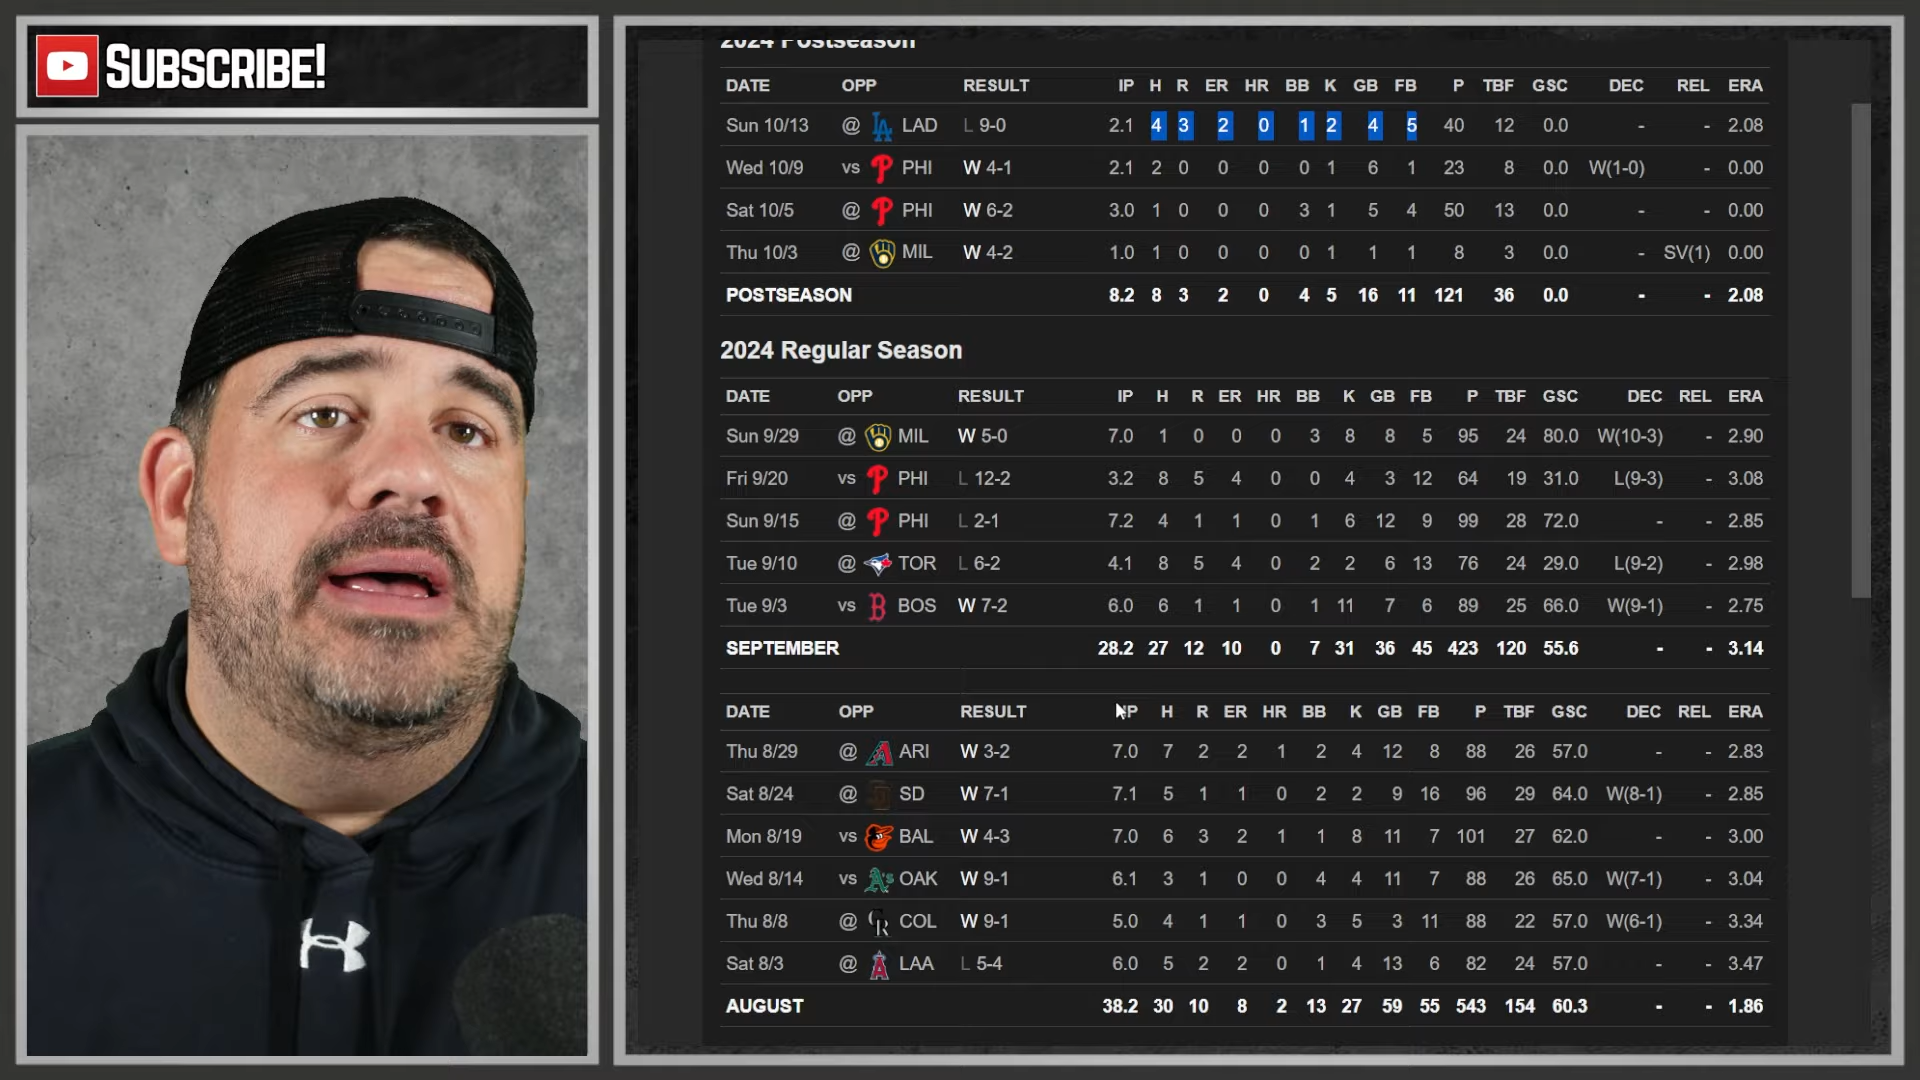 SUBSCRIBE!
2024 Postseason
DATE OPP RESULT IP H R ER HR BB K GB FB P TBF GSC DEC REL ERA
Sun 10/13 @ LAD L 9-0 2.1 4 3 2 0 1 2 4 5 40 12 0.0 - - 2.08
Wed 10/9 vs PHI W 4-1 2.1 2 0 0 0 0 1 6 1 23 8 0.0 W(1-0) - 0.00
Sat 10/5 @ PHI W 6-2 3.0 1 0 0 0 3 1 5 4 50 13 0.0 - - 0.00
Thu 10/3 @ MIL W 4-2 1.0 1 0 0 0 0 1 1 1 8 3 0.0 - SV(1) 0.00
POSTSEASON 8.2 8 3 2 0 4 5 16 11 121 36 0.0 - - 2.08
2024 Regular Season
DATE OPP RESULT IP H R ER HR BB K GB FB P TBF GSC DEC REL ERA
Sun 9/29 @ MIL W 5-0 7.0 1 0 0 0 3 8 8 5 95 24 80.0 W(10-3) - 2.90
Fri 9/20 vs PHI L 12-2 3.2 8 5 4 0 0 4 3 12 64 19 31.0 L(9-3) - 3.08
Sun 9/15 @ PHI L 2-1 7.2 4 1 1 0 1 6 12 9 99 28 72.0 - - 2.85
Tue 9/10 @ TOR L 6-2 4.1 8 5 4 0 2 2 6 13 76 24 29.0 L(9-2) - 2.98
Tue 9/3 vs BOS W 7-2 6.0 6 1 1 0 1 11 7 6 89 25 66.0 W(9-1) - 2.75
SEPTEMBER 28.2 27 12 10 0 7 31 36 45 423 120 55.6 - - 3.14
DATE OPP RESULT IP H R ER HR BB K GB FB P TBF GSC DEC REL ERA
Thu 8/29 @ ARI W 3-2 7.0 7 2 2 1 2 4 12 8 88 26 57.0 - - 2.83
Sat 8/24 @ SD W 7-1 7.1 5 1 1 0 2 2 9 16 96 29 64.0 W(8-1) - 2.85
Mon 8/19 vs BAL W 4-3 7.0 6 3 2 1 1 8 11 7 101 27 62.0 - - 3.00
Wed 8/14 vs OAK W 9-1 6.1 3 1 0 0 4 4 11 7 88 26 65.0 W(7-1) - 3.04
Thu 8/8 @ COL W 9-1 5.0 4 1 1 0 3 5 3 11 88 22 57.0 W(6-1) - 3.34
Sat 8/3 @ LAA L 5-4 6.0 5 2 2 0 1 4 13 6 82 24 57.0 - - 3.47
AUGUST 38.2 30 10 8 2 13 27 59 55 543 154 60.3 - - 1.86